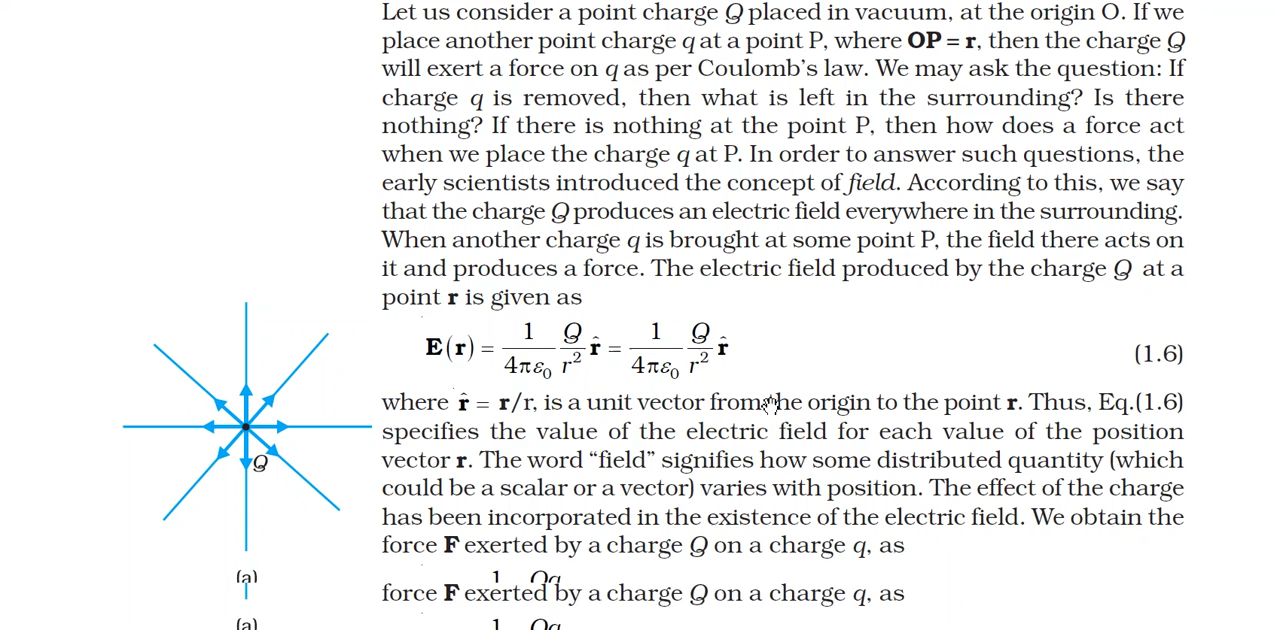 Let us consider a point charge Q placed in vacuum, at the origin O. If we
place another point charge q at a point P, where OP = r, then the charge Q
will exert a force on q as per Coulomb's law. We may ask the question: If
charge q is removed, then what is left in the surrounding? Is there
nothing? If there is nothing at the point P, then how does a force act
when we place the charge q at P. In order to answer such questions, the
early scientists introduced the concept of field. According to this, we say
that the charge Q produces an electric field everywhere in the surrounding.
When another charge q is brought at some point P, the field there acts on
it and produces a force. The electric field produced by the charge Q at a
point r is given as
E(r) = 1/4πε₀ Q/r² r̂ = 1/4πε₀ Q/r² r̂ (1.6)
where r̂ = r/r, is a unit vector from the origin to the point r. Thus, Eq.(1.6)
specifies the value of the electric field for each value of the position
vector r. The word “field” signifies how some distributed quantity (which
could be a scalar or a vector) varies with position. The effect of the charge
has been incorporated in the existence of the electric field. We obtain the
force F exerted by a charge Q on a charge q, as
Q
(a)
1 Qq
force F exerted by a charge Q on a charge q, as
(a)
1 Qq